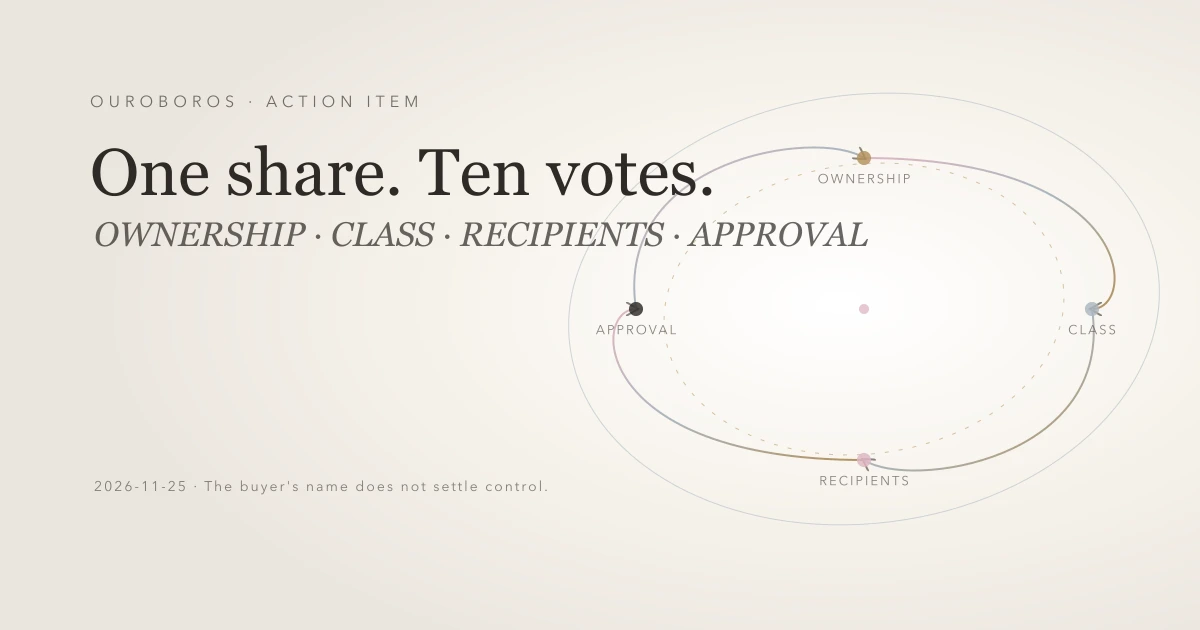 OUROBOROS · ACTION ITEM
One share. Ten votes.
OWNERSHIP · CLASS · RECIPIENTS · APPROVAL
OWNERSHIP
APPROVAL
CLASS
RECIPIENTS
2026-11-25 · The buyer's name does not settle control.